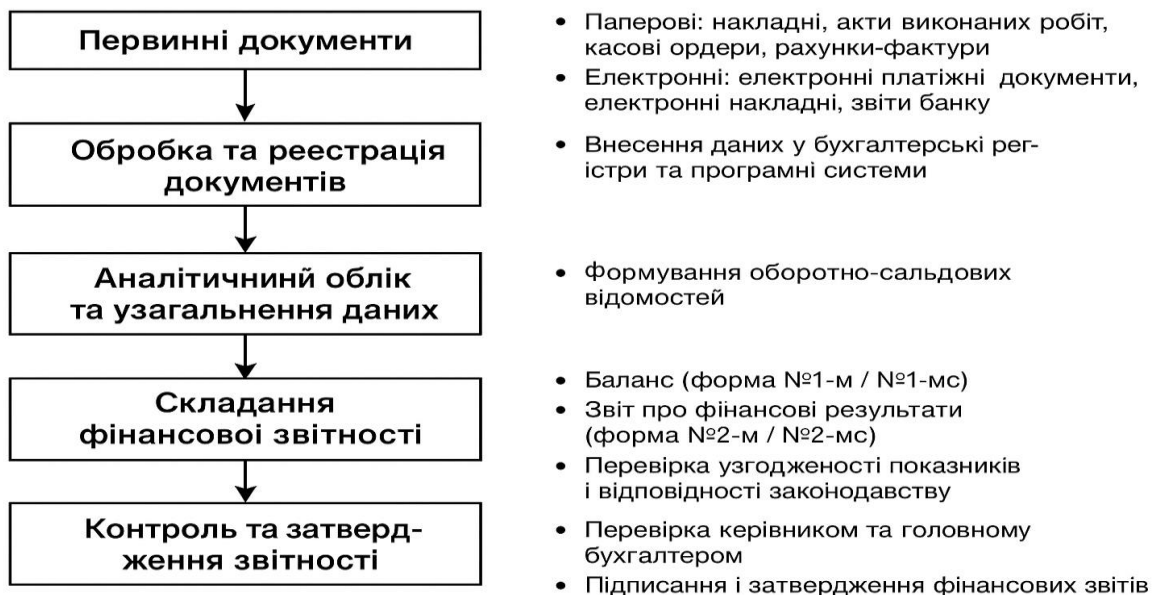 Первинні документи
• Паперові: накладні, акти виконаних робіт,
касові ордери, рахунки-фактури
• Електронні: електронні платіжні документи,
електронні накладні, звіти банку
Обробка та реестрація
документів
• Внесення даних у бухгалтерські рег-
істри та програмні системи
Аналітичнинй облік
та узагальнення даних
• Формування оборотно-сальдових
відомостей
Складання
фінансовоі звітності
• Баланс (форма №1-м / №1-мс)
• Звіт про фінансові результати
(форма №2-м / №2-мс)
• Перевірка узгодженості показників
і відповідності законодавству
Контроль та затверд-
ження звітності
• Перевірка керівником та головному
бухгалтером
• Підписання і затвердження фінансових звітів